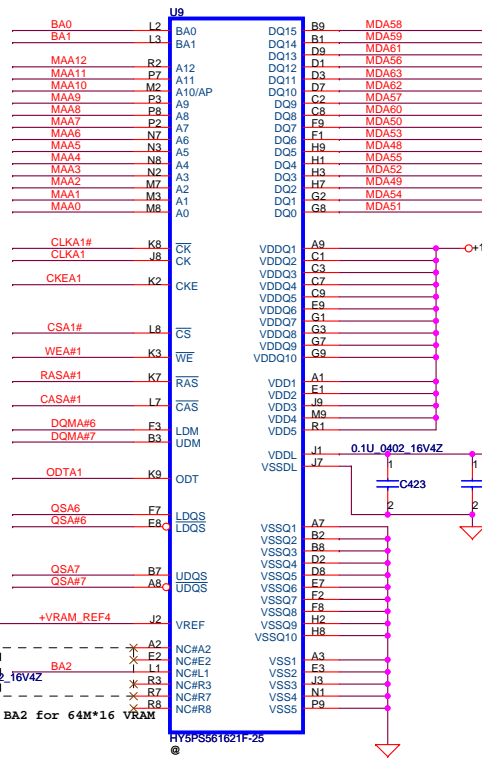 U9
BA0 L2 BA0 DQ15 B9 MDA58
BA1 L3 BA1 DQ14 B1 MDA59
DQ13 D9 MDA61
MAA12 R2 A12 DQ12 D1 MDA56
MAA11 P7 A11 DQ11 D3 MDA63
MAA10 M2 A10/AP DQ10 D7 MDA62
MAA9 P3 A9 DQ9 C2 MDA57
MAA8 P8 A8 DQ8 C8 MDA60
MAA7 P2 A7 DQ7 F9 MDA50
MAA6 N7 A6 DQ6 F1 MDA53
MAA5 N3 A5 DQ5 H9 MDA48
MAA4 N8 A4 DQ4 H1 MDA55
MAA3 N2 A3 DQ3 H3 MDA52
MAA2 M7 A2 DQ2 H7 MDA49
MAA1 M3 A1 DQ1 G2 MDA54
MAA0 M8 A0 DQ0 G8 MDA51
CLKA1# K8 CK VDDQ1 A9 +1
CLKA1 J8 CK VDDQ2 C1
VDDQ3 C3
CKEA1 K2 CKE VDDQ4 C7
VDDQ5 C9
VDDQ6 E9
VDDQ7 G1
CSA1# L8 CS VDDQ8 G3
VDDQ9 G7
WEA#1 K3 WE VDDQ10 G9
RASA#1 K7 RAS VDD1 A1
VDD2 E1
CASA#1 L7 CAS VDD3 J9
VDD4 M9
DQMA#6 F3 LDM VDD5 R1
DQMA#7 B3 UDM
VDDL J1 0.1U_0402_16V4Z
VSSDL J7 1 1
ODTA1 K9 ODT C423
2 2
QSA6 F7 LDQS VSSQ1 A7
QSA#6 E8 LDQS VSSQ2 B2
VSSQ3 B8
VSSQ4 D2
QSA7 B7 UDQS VSSQ5 D8
QSA#7 A8 UDQS VSSQ6 E7
VSSQ7 F2
VSSQ8 F8
+VRAM_REF4 J2 VREF VSSQ9 H2
VSSQ10 H8
A2 NC#A2
E2 NC#E2 VSS1 A3
BA2 L1 NC#L1 VSS2 E3
2_16V4Z R3 NC#R3 VSS3 J3
R7 NC#R7 VSS4 N1
R8 NC#R8 VSS5 P9
BA2 for 64M*16 VRAM
HY5PS561621F-25
@